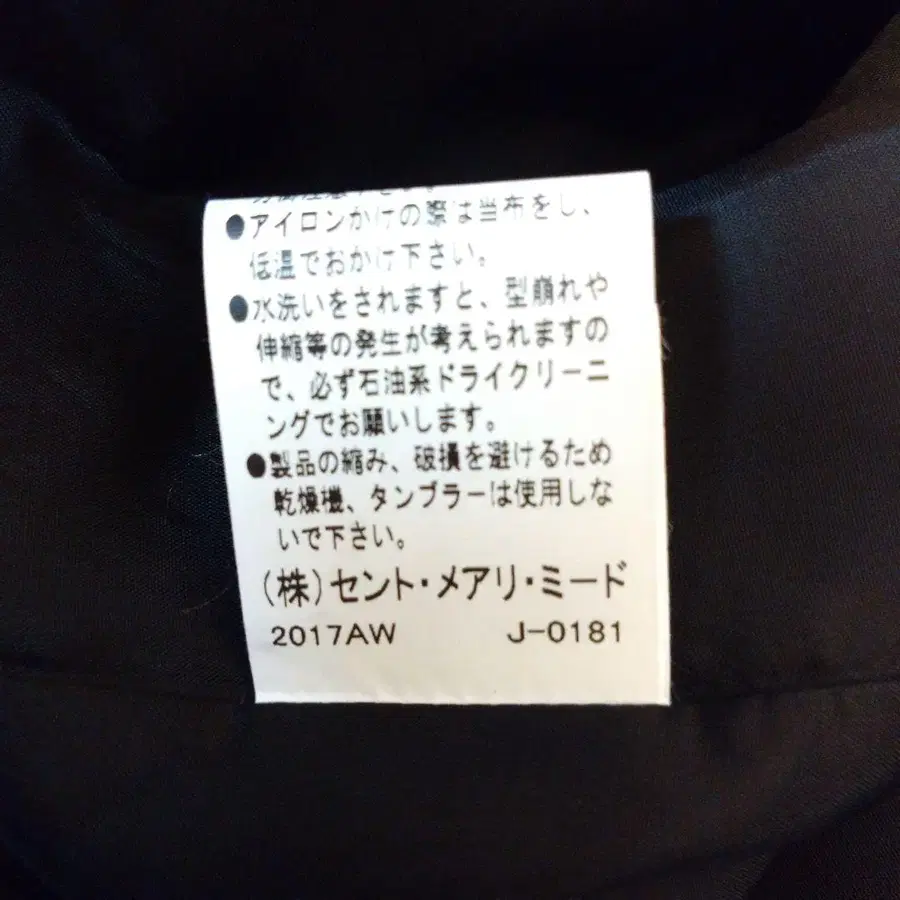 ●アイロンかけの際は当布をし、
低温でおかけ下さい。
●水洗いをされますと、型崩れや
伸縮等の発生が考えられますの
で、必ず石油系ドライクリーニ
ングでお願いします。
●製品の縮み、破損を避けるため
乾燥機、タンブラーは使用しな
いで下さい。
(株)セント・メアリ・ミード
2017AW J-0181